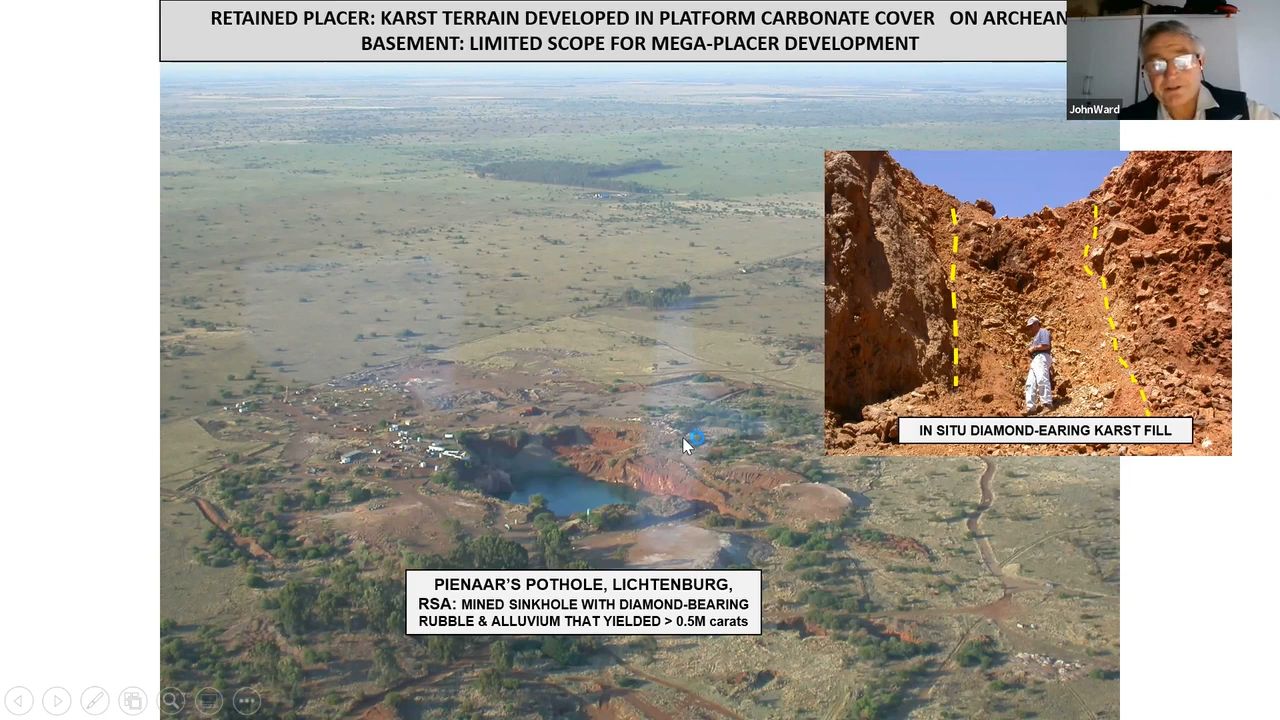 RETAINED PLACER: KARST TERRAIN DEVELOPED IN PLATFORM CARBONATE COVER ON ARCHEAN
BASEMENT: LIMITED SCOPE FOR MEGA-PLACER DEVELOPMENT
JohnWard
IN SITU DIAMOND-EARING KARST FILL
PIENAAR'S POTHOLE, LICHTENBURG,
RSA: MINED SINKHOLE WITH DIAMOND-BEARING
RUBBLE & ALLUVIUM THAT YIELDED > 0.5M carats